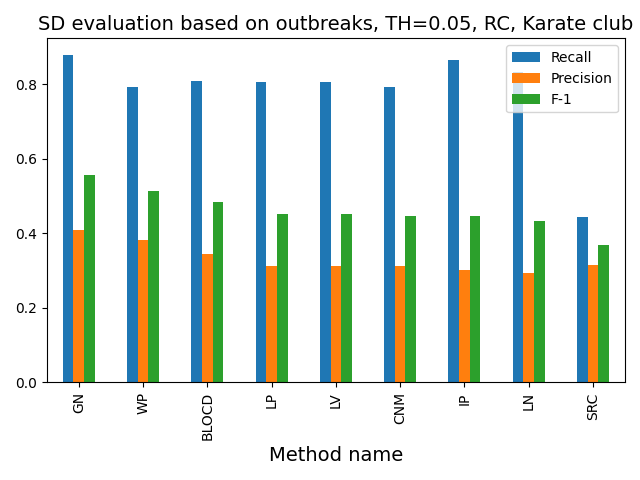 SD evaluation based on outbreaks, TH=0.05, RC, Karate club
Recall
Precision
F-1
0.8
0.6
0.4
0.2
0.0
GN
WP
BLOCD
LP
LV
CNM
IP
LN
SRC
Method name